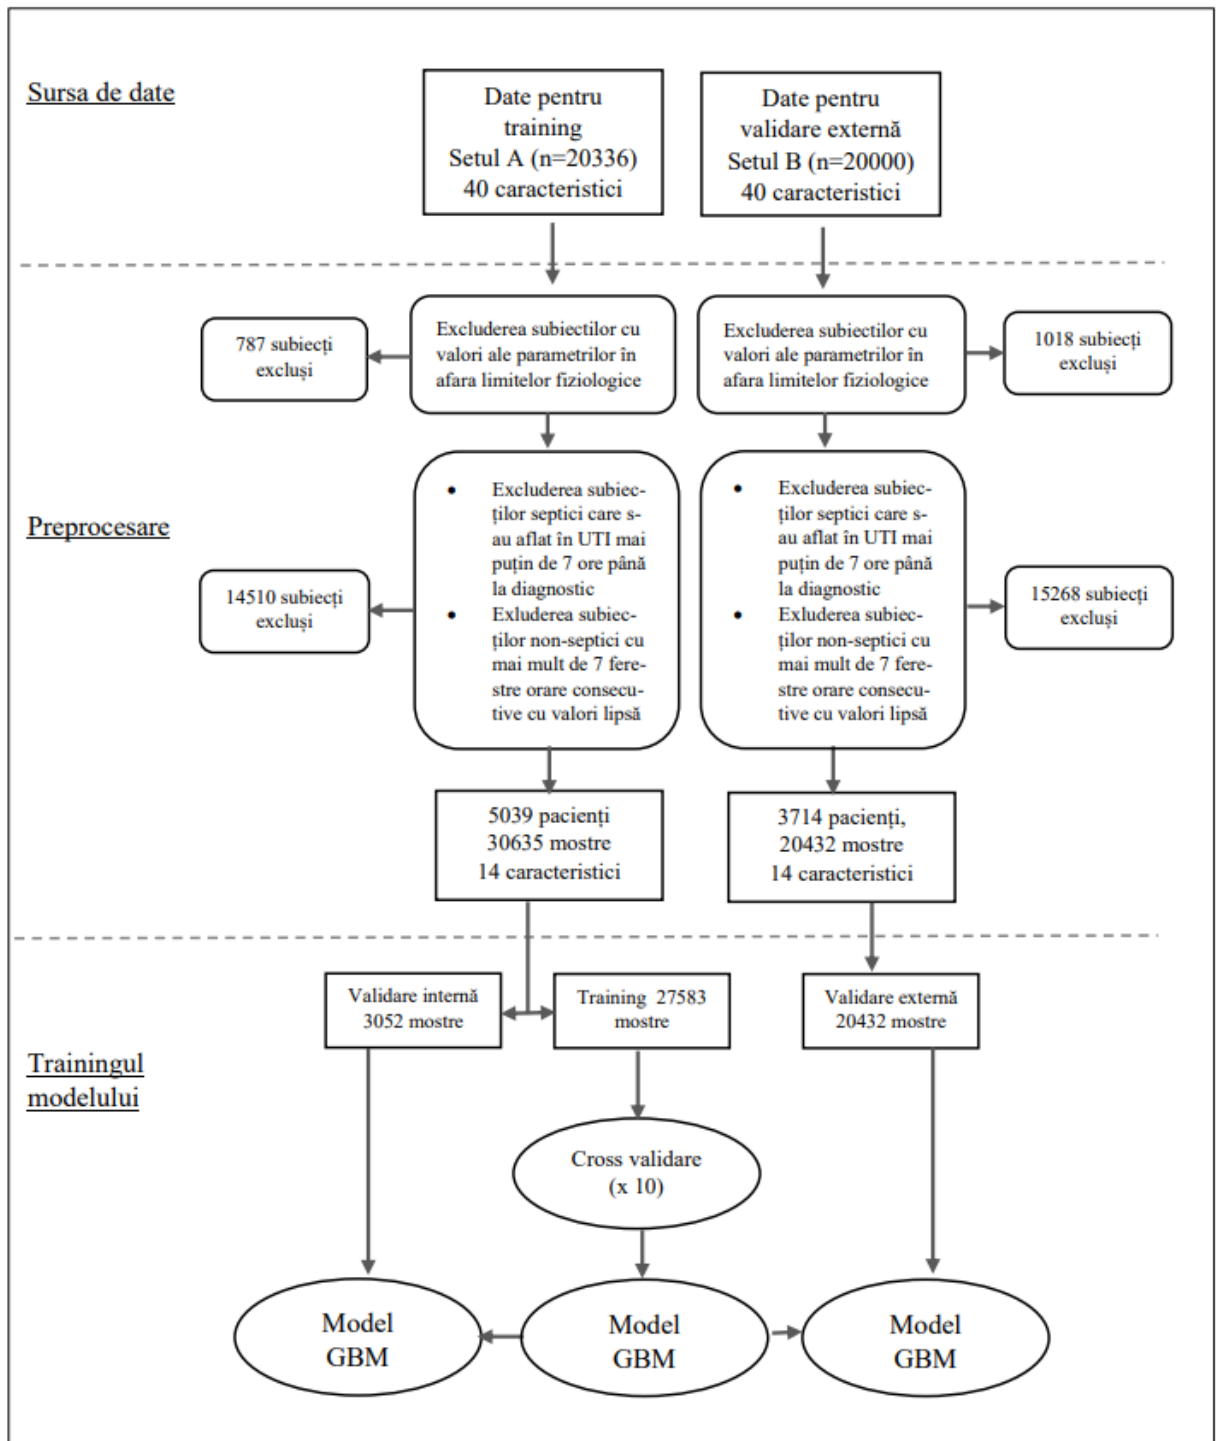 Sursa de date
Date pentru
training
Setul A (n=20336)
40 caracteristici
Date pentru
validare externă
Setul B (n=20000)
40 caracteristici
787 subiecți
excluși
Excluderea subiectilor cu
valori ale parametrilor în
afara limitelor fiziologice
Excluderea subiectilor cu
valori ale parametrilor în
afara limitelor fiziologice
1018 subiecți
excluși
Preprocesare
14510 subiecți
excluși
• Excluderea subiec-
ților septici care s-
au aflat în UTI mai
puțin de 7 ore până
la diagnostic
• Exluderea subiec-
ților non-septici cu
mai mult de 7 fere-
stre orare consecu-
tive cu valori lipsă
• Excluderea subiec-
ților septici care s-
au aflat în UTI mai
puțin de 7 ore până
la diagnostic
• Exluderea subiec-
ților non-septici cu
mai mult de 7 fere-
stre orare consecu-
tive cu valori lipsă
15268 subiecți
excluși
5039 pacienți
30635 mostre
14 caracteristici
3714 pacienți,
20432 mostre
14 caracteristici
Trainingul
modelului
Validare internă
3052 mostre
Training 27583
mostre
Validare externă
20432 mostre
Cross validare
(x 10)
Model
GBM
Model
GBM
Model
GBM